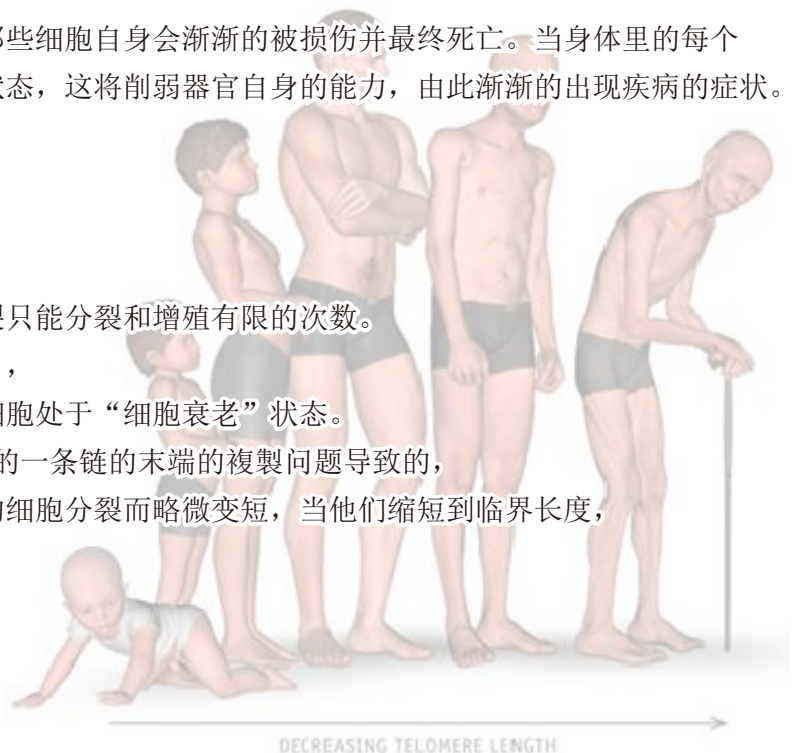 些细胞自身会渐渐的被损伤并最终死亡。当身体里的每个
态，这将削弱器官自身的能力，由此渐渐的出现疾病的症状。
只能分裂和增殖有限的次数。
，
胞处于“细胞衰老”状态。
的一条链的末端的複製问题导致的，
细胞分裂而略微变短，当他们缩短到临界长度，
DECREASING TELOMERE LENGTH